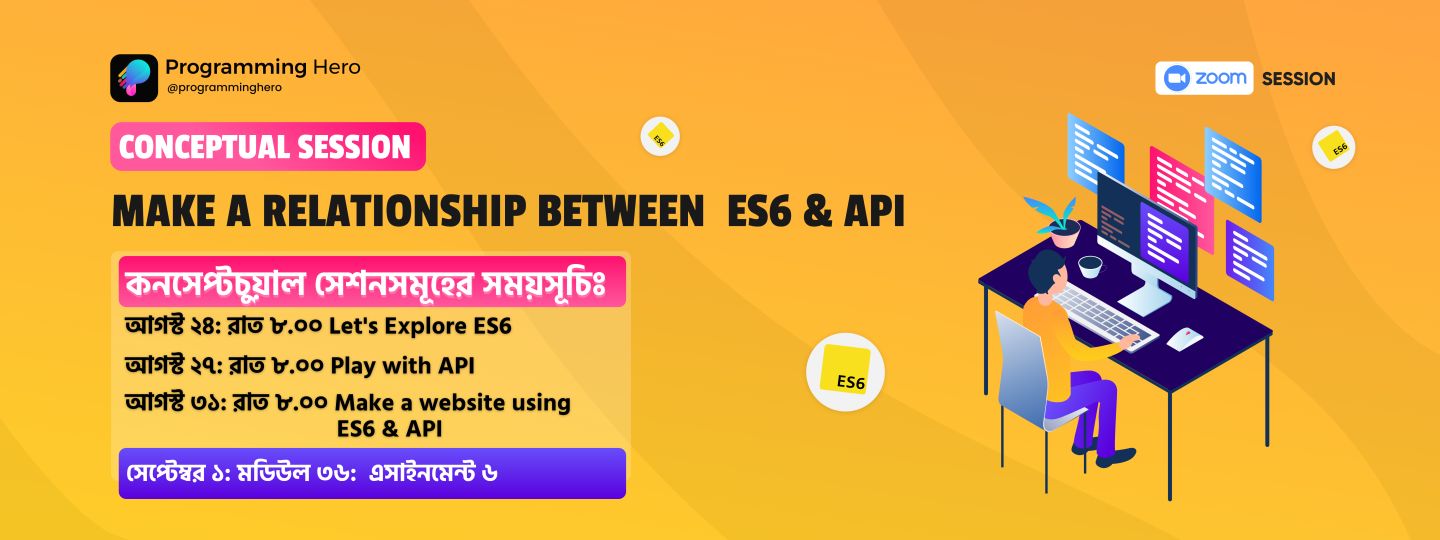 Programming Hero
@programminghero
zoom SESSION
CONCEPTUAL SESSION
MAKE A RELATIONSHIP BETWEEN ES6 & API
ES6
ES6
কনসেপ্টচুয়াল সেশনসমূহের সময়সূচিঃ
আগস্ট ২৪: রাত ৮.০০ Let's Explore ES6
আগস্ট ২৭: রাত ৮.০০ Play with API
আগস্ট ৩১: রাত ৮.০০ Make a website using
ES6 & API
সেপ্টেম্বর ১: মডিউল ৩৬: এসাইনমেন্ট ৬
ES6